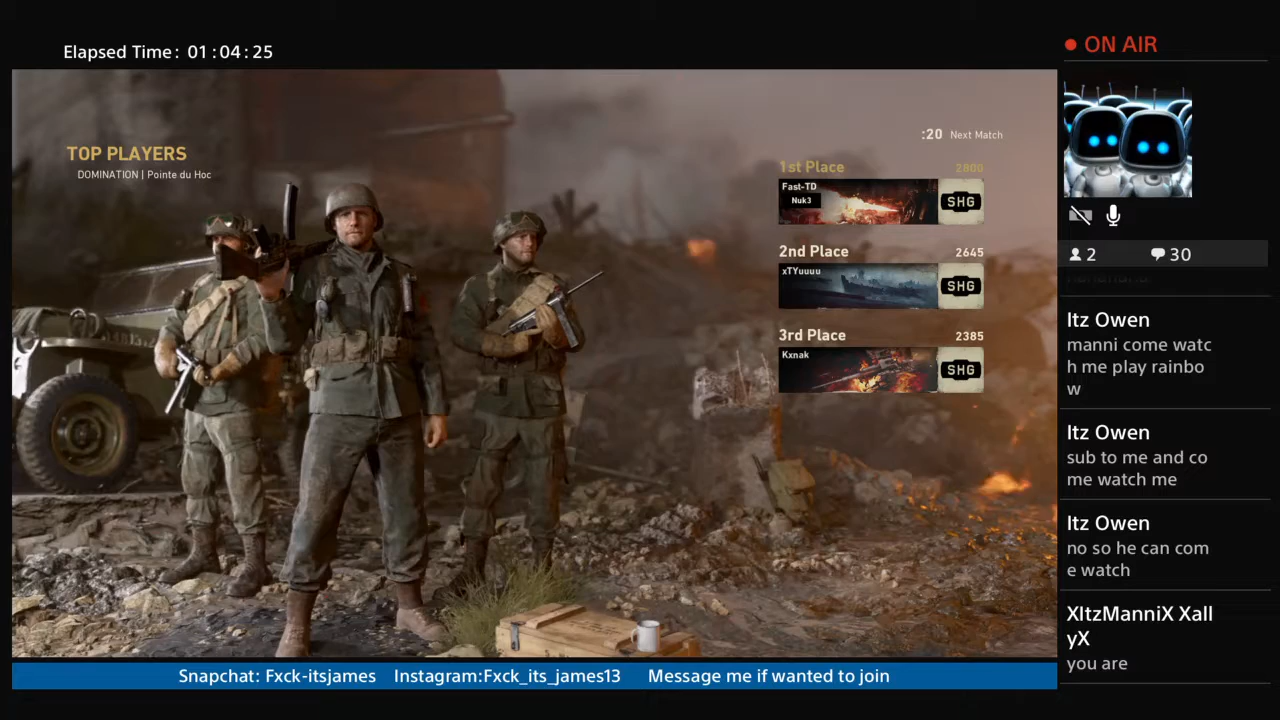 Elapsed Time: 01:04:25
ON AIR
TOP PLAYERS
DOMINATION | Pointe du Hoc
:20 Next Match
1st Place 2800
Fast-TD
Nuk3
SHG
2nd Place 2645
xTYuuuu
SHG
3rd Place 2385
Kxnak
SHG
2 30
Itz Owen
manni come watc
h me play rainbo
w
Itz Owen
sub to me and co
me watch me
Itz Owen
no so he can com
e watch
XItzManniX Xall
yX
you are
Snapchat: Fxck-itsjames Instagram:Fxck_its_james13 Message me if wanted to join